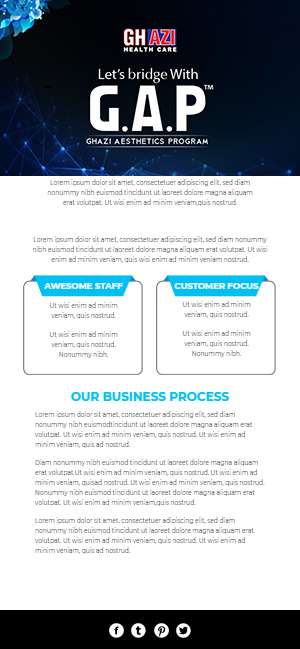 GHAZI
HEALTH CARE
Let's bridge With
G.A.P™
GHAZI AESTHETICS PROGRAM
Lorem ipsum dolor sit amet, consectetuer adipiscing elit, sed diam
nonummy nibh euismod tincidunt ut laoreet dolore magna aliquam
erat volutpat. Ut wisi enim ad minim veniam,quis nostrud.
Lorem ipsum dolor sit amet, consectetuer adipiscing elit, sed diam
nonummy nibh euismod tincidunt ut laoreet dolore magna aliquam erat volutpat. Ut wisi
enim ad minim veniam, quis wisi enim ad minim veniam, quis nostrud.
AWESOME STAFF
Ut wisi enim ad minim
veniam, quis nostrud.
Ut wisi enim ad minim
veniam, quis nostrud.
Nonummy nibh.
CUSTOMER FOCUS
Ut wisi enim ad minim
veniam, quis nostrud.
Ut wisi enim ad minim
veniam, quis nostrud.
Nonummy nibh.
OUR BUSINESS PROCESS
Lorem ipsum dolor sit amet, consectetuer adipiscing elit, sed diam
nonummy nibh euismodtincidunt ut laoreet dolore magna aliquam erat
volutpat. Ut wisi enim ad minim veniam, quis nostrud. Ut wisi enim ad
minim veniam, quis nostrud.
Diam nonummy nibh euismod tincidunt ut laoreet dolore magna aliquam
erat volutpat.Ut wisi enim ad minim veniam, quis nostrud. Ut wisi enim ad
minim veniam, quisad nostrud. Ut wisi enim ad minim veniam, quis nostrud.
Nonummy nibh euismod tincidunt ut laoreet dolore magna aliquam erat
volutpat. Ut wisi enim ad minim veniam,quis nostrud.
Lorem ipsum dolor sit amet, consectetuer adipiscing elit, sed diam
nonummy nibh euismod tincidunt ut laoreet dolore magna aliquam erat
volutpat. Ut wisi enim ad minim veniam, quis nostrud. Ut wisi enim ad
minim veniam, quis ad nostrud.